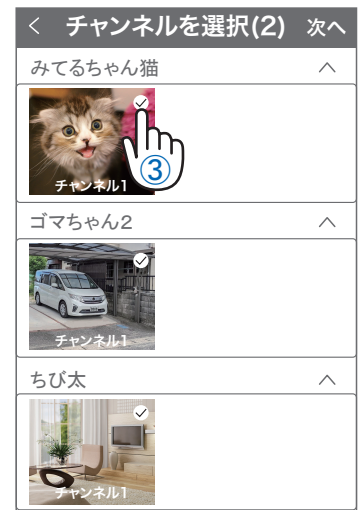 チャンネルを選択(2) 次へ
みてるちゃん猫
③
チャンネル1
ゴマちゃん2
チャンネル1
ちび太
チャンネル1